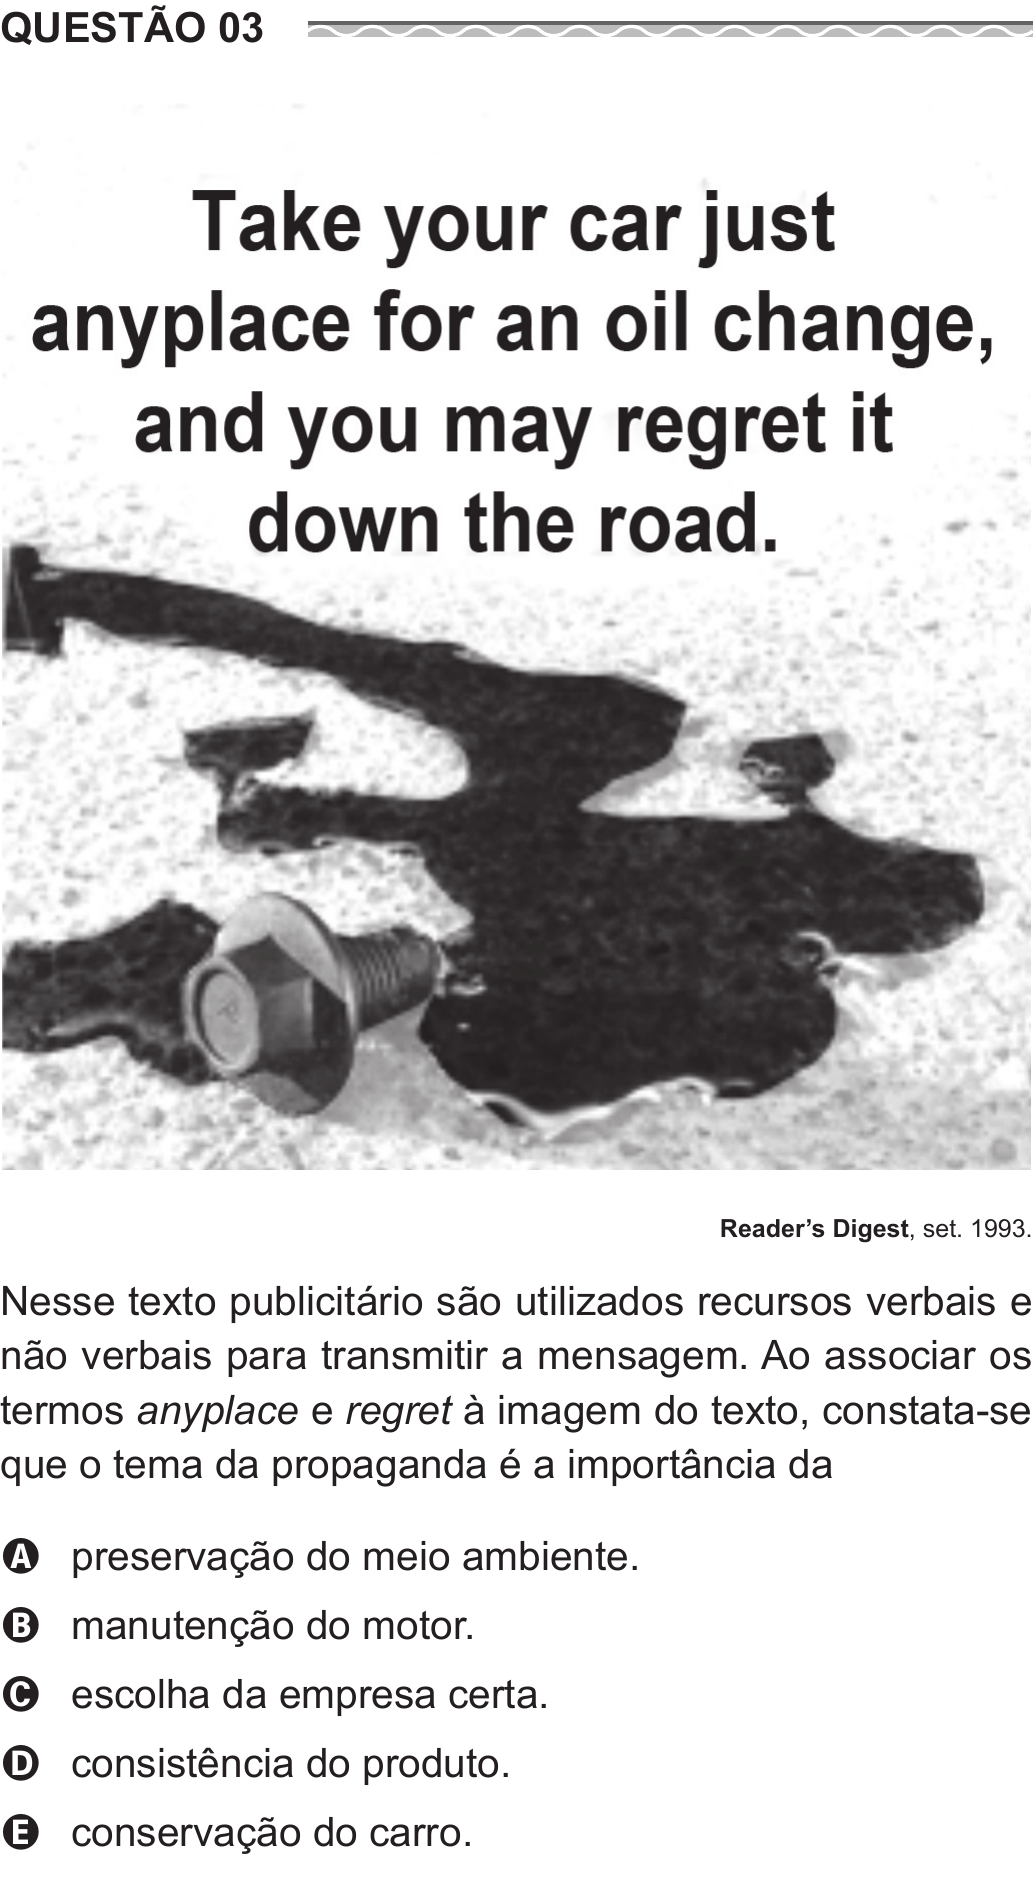 QUESTÃO 03
Take your car just
anyplace for an oil change,
and you may regret it
down the road.
Reader's Digest, set. 1993.
Nesse texto publicitário são utilizados recursos verbais e
não verbais para transmitir a mensagem. Ao associar os
termos anyplace e regret à imagem do texto, constata-se
que o tema da propaganda é a importância da
A preservação do meio ambiente.
B manutenção do motor.
C escolha da empresa certa.
D consistência do produto.
E conservação do carro.